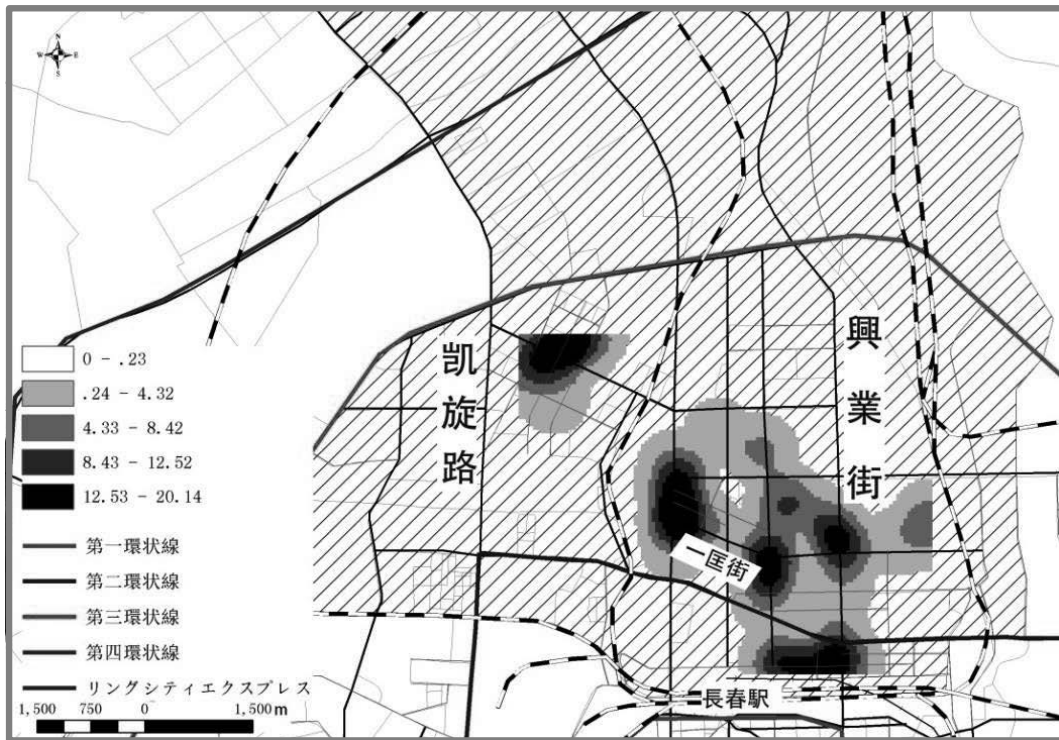 N
W E
S
凯旋路
興業街
一匡街
長春駅
0 - .23
.24 - 4.32
4.33 - 8.42
8.43 - 12.52
12.53 - 20.14
第一環状線
第二環状線
第三環状線
第四環状線
リングシティエクスプレス
1,500 750 0 1,500 m